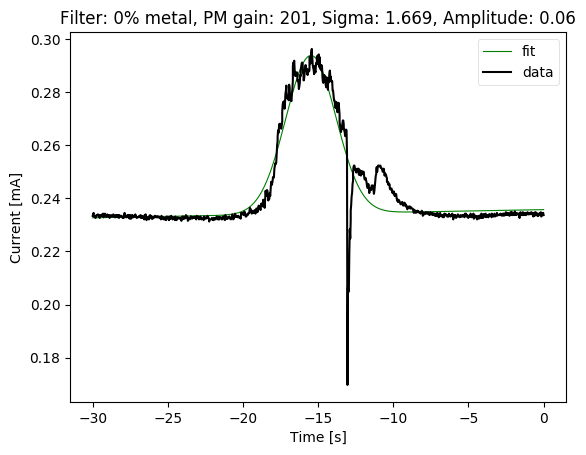 Filter: 0% metal, PM gain: 201, Sigma: 1.669, Amplitude: 0.06
fit
data
0.30
0.28
0.26
0.24
0.22
0.20
0.18
Current [mA]
−30
−25
−20
−15
−10
−5
0
Time [s]